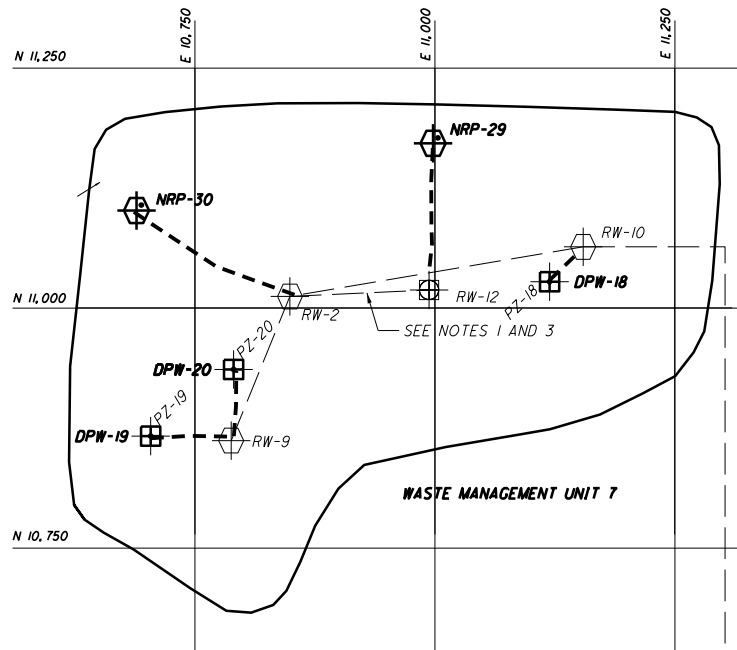 E 10,750
E 11,000
E 11,250
N 11,250
NRP-29
NRP-30
RW-10
PZ-18
DPW-18
RW-12
N 11,000
RW-2
SEE NOTES 1 AND 3
PZ-20
DPW-20
PZ-19
DPW-19
RW-9
WASTE MANAGEMENT UNIT 7
N 10,750